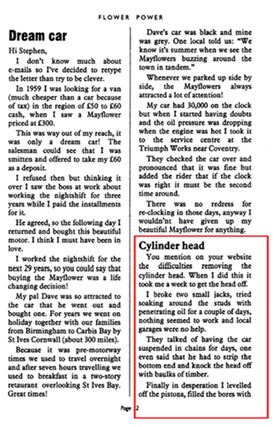 FLOWER POWER
Dream car
Hi Stephen,
I don't know much about
e-mails so I've decided to retype
the letter than try to be clever.
In 1959 I was looking for a van
(much cheaper than a car because
of tax) in the region of £50 to £60
cash, when I saw a Mayflower
priced at £300.
This was way out of my reach, it
was only a dream car! The
salesman could see that I was
smitten and offered to take my £60
as a deposit.
I refused then but thinking it
over I saw the boss at work about
working the nightshift for three
years while I paid the installments
for it.
He agreed, so the following day I
returned and bought this beautiful
motor. I think I must have been in
love.
I worked the nightshift for the
next 29 years, so you could say that
buying the Mayflower was a life
changing decision!
My pal Dave was so attracted to
the car that he went out and
bought one. For years we went on
holiday together with our families
from Birmingham to Carbis Bay by
St Ives Cornwall (about 300 miles).
Because it was pre-motorway
times we used to travel overnight
and after seven hours travelling we
used to breakfast in a two-story
restaurant overlooking St Ives Bay.
Great times!
Dave's car was black and mine
was grey. One local told us: "We
know it's summer when we see the
Mayflowers buzzing around the
town in tandem."
Whenever we parked up side by
side, the Mayflowers always
attracted a lot of attention!
My car had 30,000 on the clock
but when I started having doubts
and the oil pressure was dropping
when the engine was hot I took it
to the service centre at the
Triumph Works near Coventry.
They checked the car over and
pronounced that it was fine but
added the rider that if the clock
was right it must be the second
time around.
There was no redress for
re-clocking in those days, anyway I
wouldn'nt have given up my
beautiful Mayflower for anything.
Cylinder head
You mention on your website
the difficulties removing the
cylinder head. When I did this it
took me a week to get the head off.
I broke two small jacks, tried
soaking around the studs with
penetrating oil for a couple of days,
nothing seemed to work and local
garages were no help.
They talked of having the car
suspended in chains for days, one
even said that he had to strip the
bottom end and knock the head off
with baulks of timber.
Finally in desperation I levelled
off the pistons, filled the bores with
Page 2